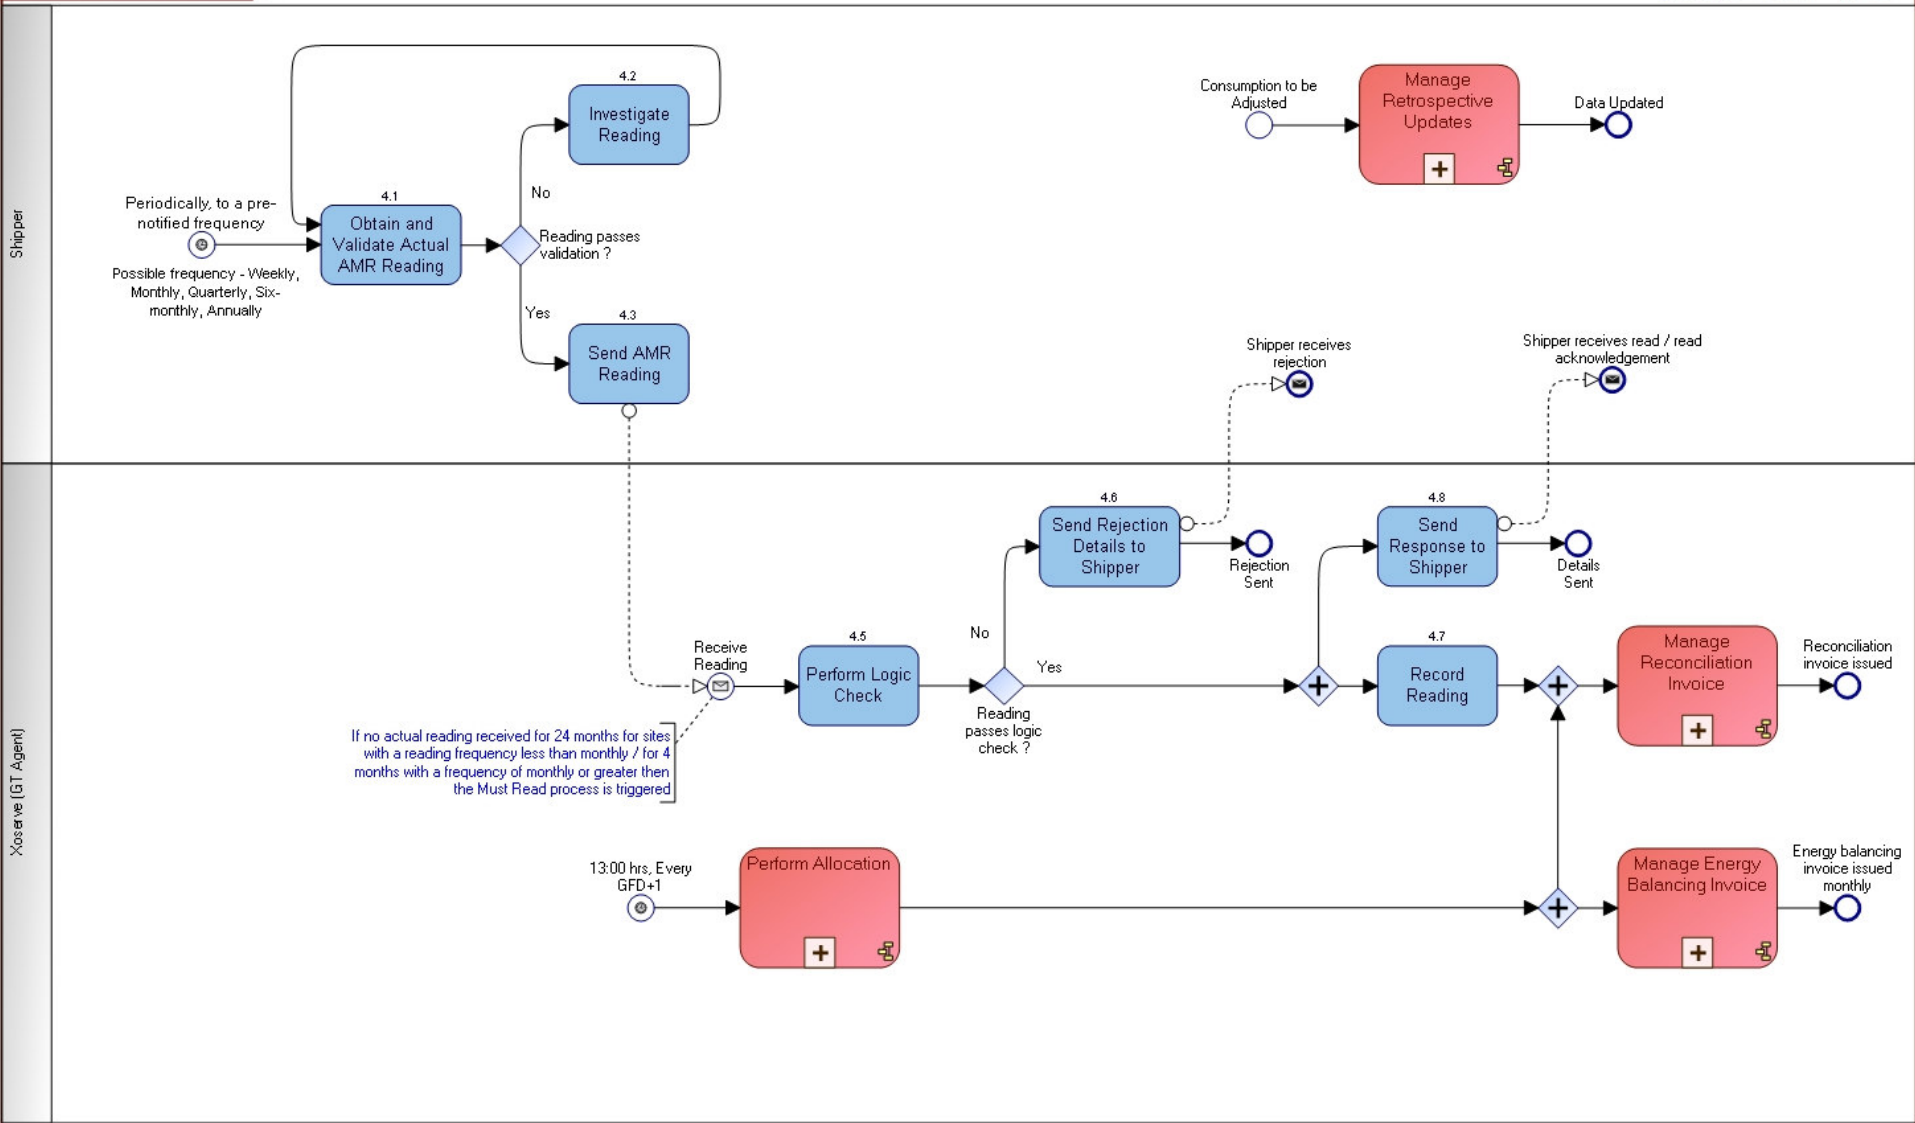 Shipper
4.2
Investigate
Reading
Consumption to be
Adjusted
Manage
Retrospective
Updates
Data Updated
Periodically, to a pre-
notified frequency
4.1
Obtain and
Validate Actual
AMR Reading
No
Reading passes
validation ?
Possible frequency - Weekly,
Monthly, Quarterly, Six-
monthly, Annually
Yes
4.3
Send AMR
Reading
Shipper receives
rejection
Shipper receives read / read
acknowledgement
Xoserve (GT Agent)
4.6
Send Rejection
Details to
Shipper
Rejection
Sent
4.8
Send
Response to
Shipper
Details
Sent
Receive
Reading
4.5
Perform Logic
Check
No
Yes
Reading
passes logic
check ?
4.7
Record
Reading
Manage
Reconciliation
Invoice
Reconciliation
invoice issued
If no actual reading received for 24 months for sites
with a reading frequency less than monthly / for 4
months with a frequency of monthly or greater then
the Must Read process is triggered
13:00 hrs, Every
GFD+1
Perform Allocation
Manage Energy
Balancing Invoice
Energy balancing
invoice issued
monthly